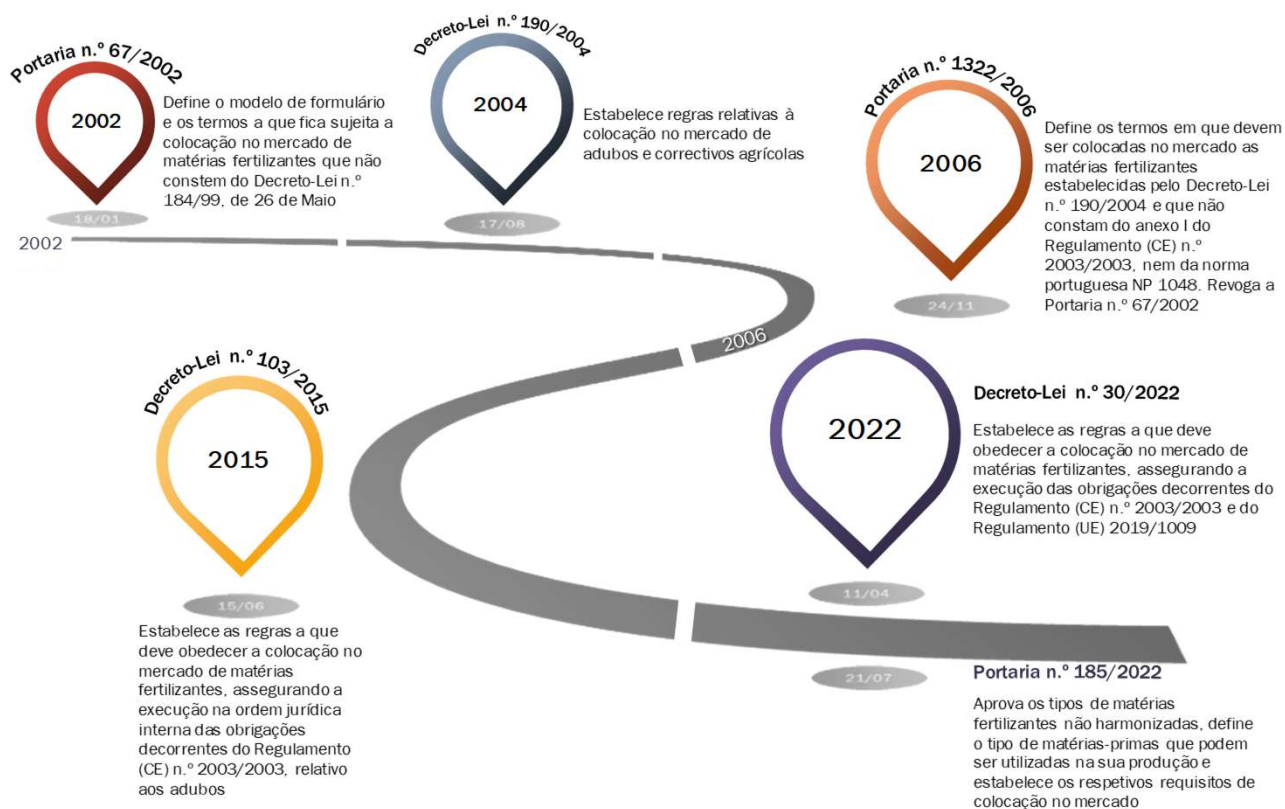 Portaria n.º 67/2002
2002
Define o modelo de formulário
e os termos a que fica sujeita a
colocação no mercado de
matérias fertilizantes que não
constem do Decreto-Lei n.º
184/99, de 26 de Maio
18/01
Decreto-Lei n.º 190/2004
2004
Estabelece regras relativas à
colocação no mercado de
adubos e correctivos agrícolas
17/08
Portaria n.º 1322/2006
2006
Define os termos em que devem
ser colocadas no mercado as
matérias fertilizantes
estabelecidas pelo Decreto-Lei
n.º 190/2004 e que não
constam do anexo I do
Regulamento (CE) n.º
2003/2003, nem da norma
portuguesa NP 1048. Revoga a
Portaria n.º 67/2002
24/11
2002
2006
Decreto-Lei n.º 103/2015
2015
15/06
Estabelece as regras a que
deve obedecer a colocação no
mercado de matérias
fertilizantes, assegurando a
execução na ordem jurídica
interna das obrigações
decorrentes do Regulamento
(CE) n.º 2003/2003, relativo
aos adubos
2022
Decreto-Lei n.º 30/2022
Estabelece as regras a que deve
obedecer a colocação no mercado de
matérias fertilizantes, assegurando a
execução das obrigações decorrentes do
Regulamento (CE) n.º 2003/2003 e do
Regulamento (UE) 2019/1009
11/04
21/07
Portaria n.º 185/2022
Aprova os tipos de matérias
fertilizantes não harmonizadas, define
o tipo de matérias-primas que podem
ser utilizadas na sua produção e
estabelece os respetivos requisitos de
colocação no mercado